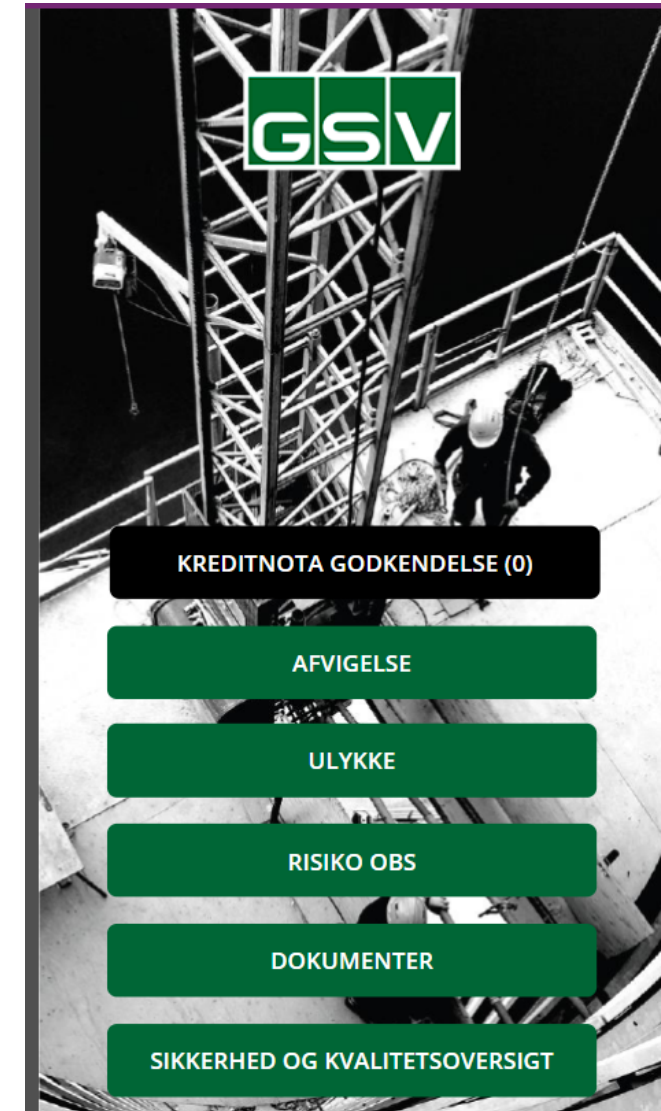 GSV
KREDITNOTA GODKENDELSE (0)
AFVIGELSE
ULYKKE
RISIKO OBS
DOKUMENTER
SIKKERHED OG KVALITETSOVERSIGT